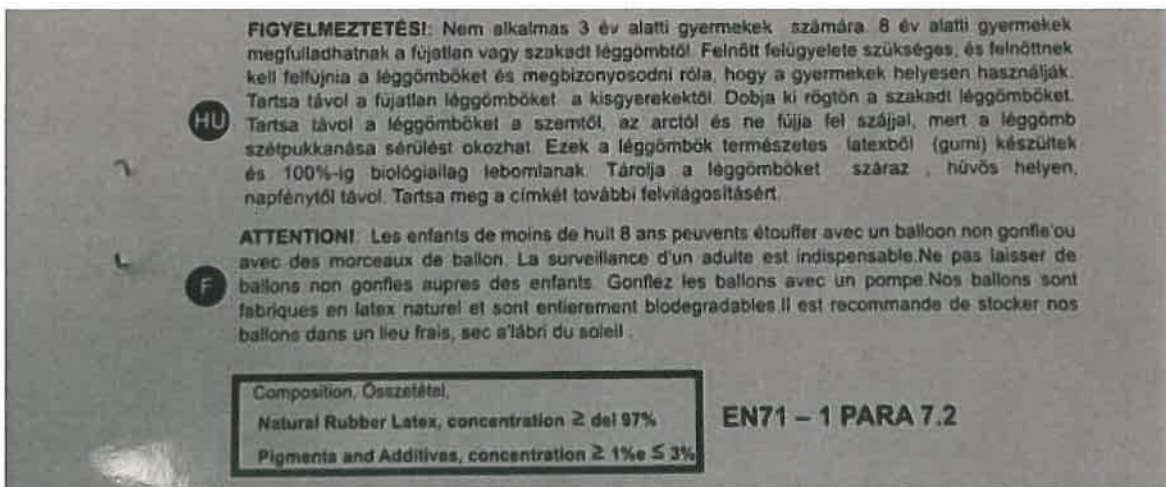 FIGYELMEZTETÉS!: Nem alkalmas 3 év alatti gyermekek számára. 8 év alatti gyermekek
megfulladhatnak a fújatlan vagy szakadt léggömbtől. Felnőtt felügyelete szükséges, és felnőttnek
kell felfújnia a léggömböket és megbizonyosodni róla, hogy a gyermekek helyesen használják.
Tartsa távol a fújatlan léggömböket a kisgyerekektől. Dobja ki rögtön a szakadt léggömböket.
HU
Tartsa távol a léggömböket a szemtől, az arctól és ne fújja fel szájjal, mert a léggömb
szétpukkanása sérülést okozhat. Ezek a léggömbök természetes latexből (gumi) készültek
és 100%-ig biológiailag lebomlanak. Tárolja a léggömböket száraz , hűvös helyen,
napfénytől távol. Tartsa meg a címkét további felvilágosításért.
ATTENTION!: Les enfants de moins de huit 8 ans peuvents étouffer avec un balloon non gonfle'ou
avec des morceaux de ballon. La surveillance d'un adulte est indispensable.Ne pas laisser de
F
ballons non gonfles aupres des enfants. Gonflez les ballons avec un pompe.Nos ballons sont
fabriques en latex naturel et sont entierement biodegradables.Il est recommande de stocker nos
ballons dans un lieu frais, sec a'lábri du soleil .
Composition, Összetétel,
Natural Rubber Latex, concentration ≥ del 97%
Pigments and Additives, concentration ≥ 1%e ≤ 3%
EN71 – 1 PARA 7.2